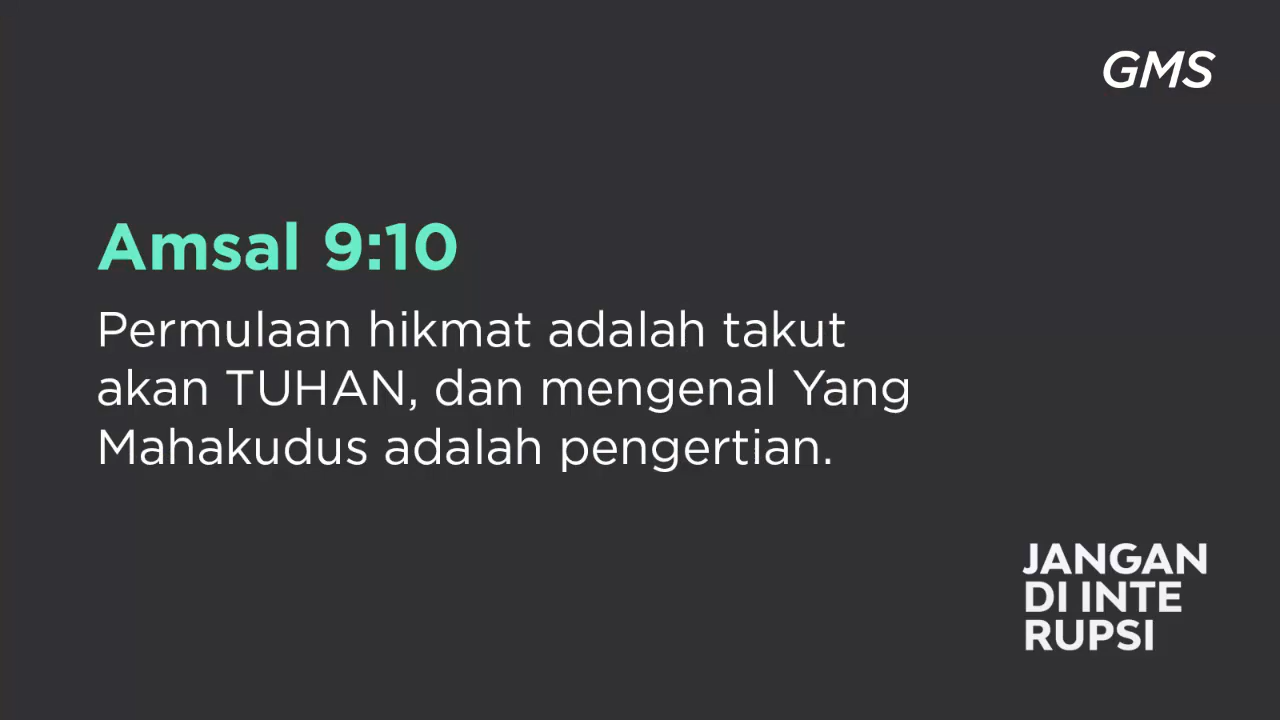 GMS
Amsal 9:10
Permulaan hikmat adalah takut
akan TUHAN, dan mengenal Yang
Mahakudus adalah pengertian.
JANGAN
DI INTE
RUPSI